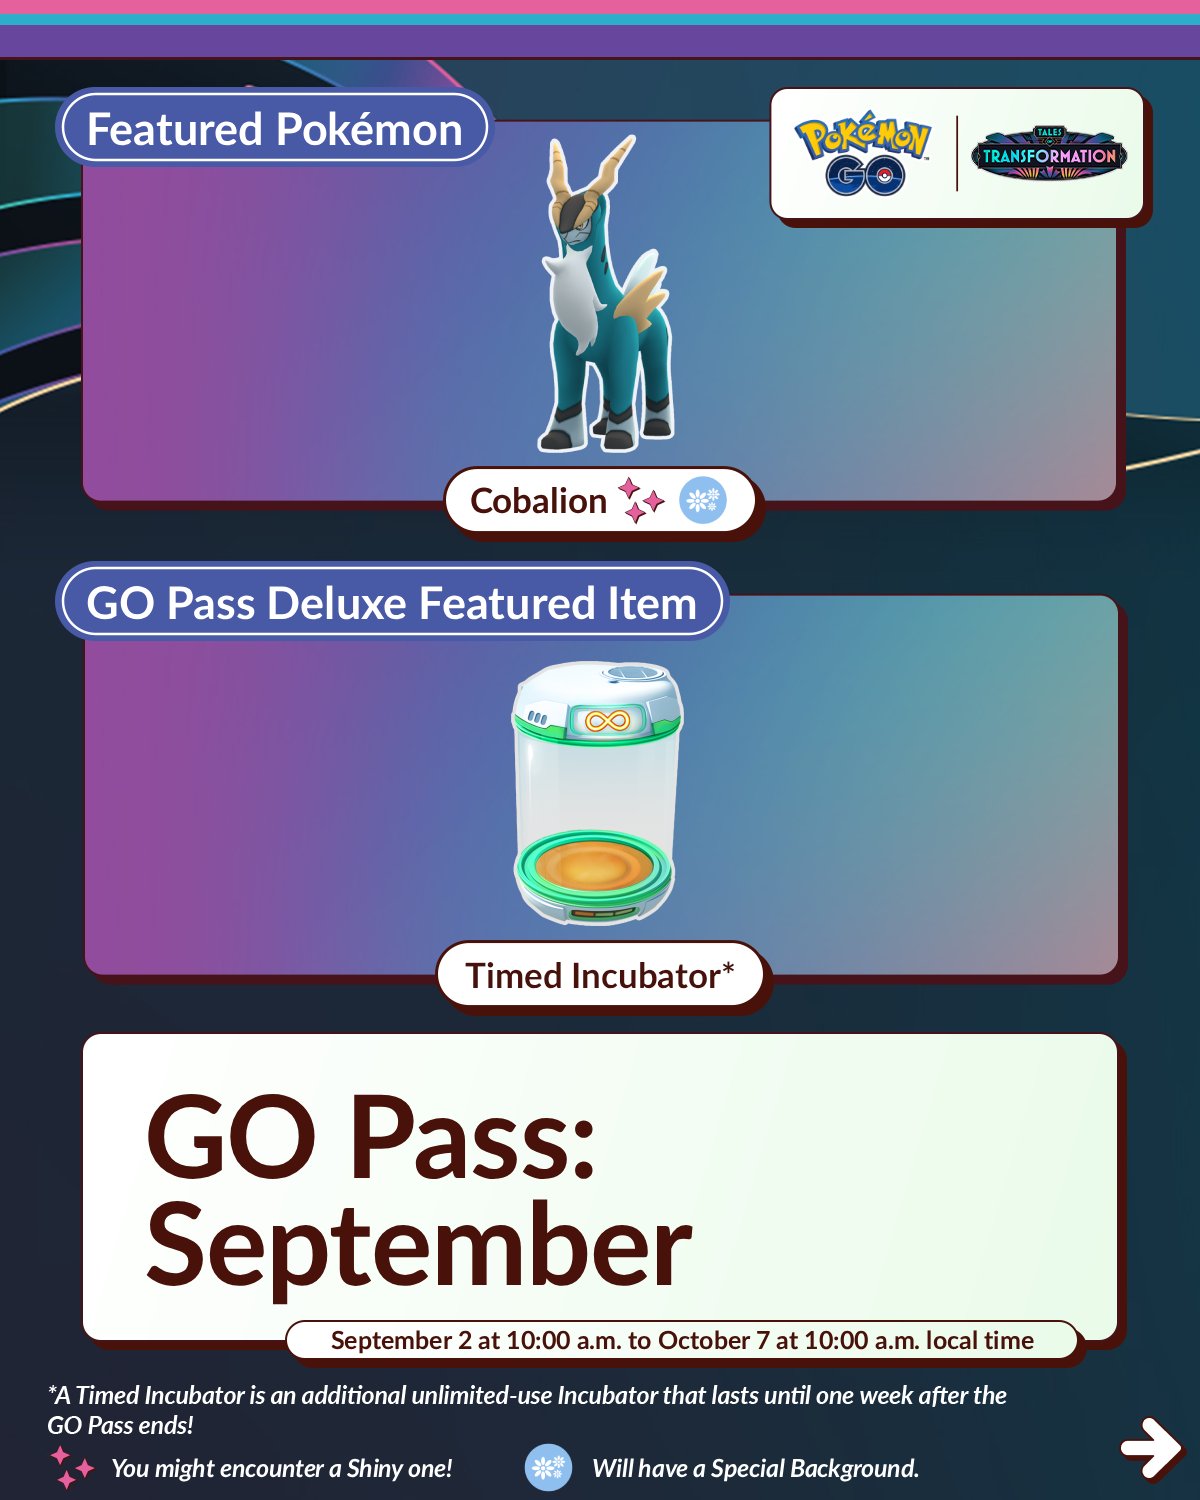 Featured Pokémon
POKÉMON
GO
TALES
TRANSFORMATION
Cobalion
GO Pass Deluxe Featured Item
Timed Incubator*
GO Pass:
September
September 2 at 10:00 a.m. to October 7 at 10:00 a.m. local time
*A Timed Incubator is an additional unlimited-use Incubator that lasts until one week after the
GO Pass ends!
You might encounter a Shiny one!
Will have a Special Background.